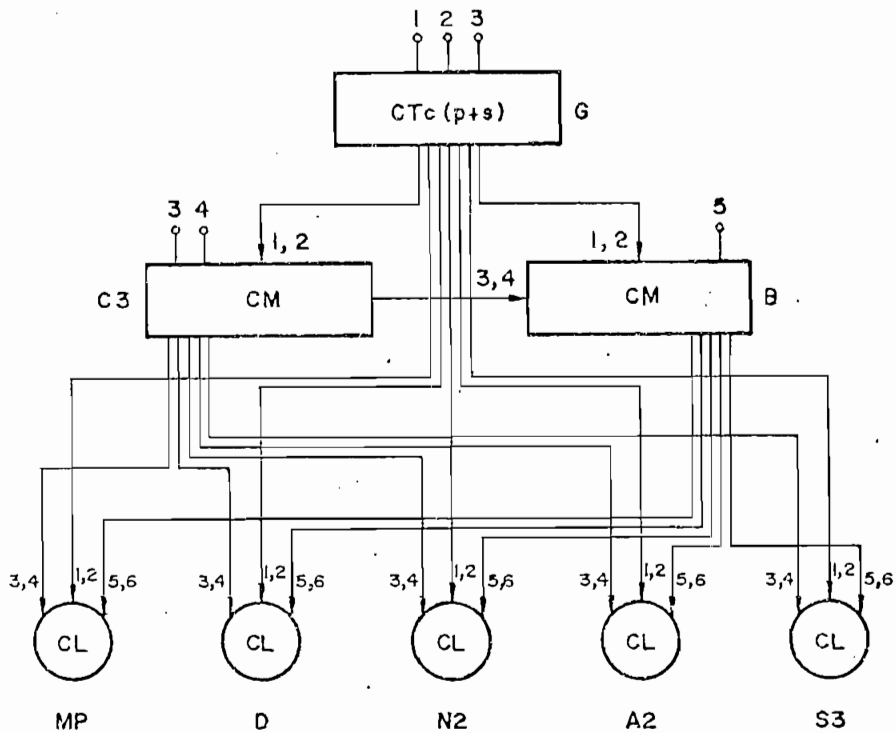 1 2 3
CTc (p+s) G
3 4 5
1, 2 1, 2
3, 4
C3 CM CM B
3,4 1,2 5,6 3,4 1,2 5,6 3,4 1,2 5,6 3,4 1,2 5,6 3,4 1,2 5,6
CL CL CL CL CL
MP D N2 A2 S3